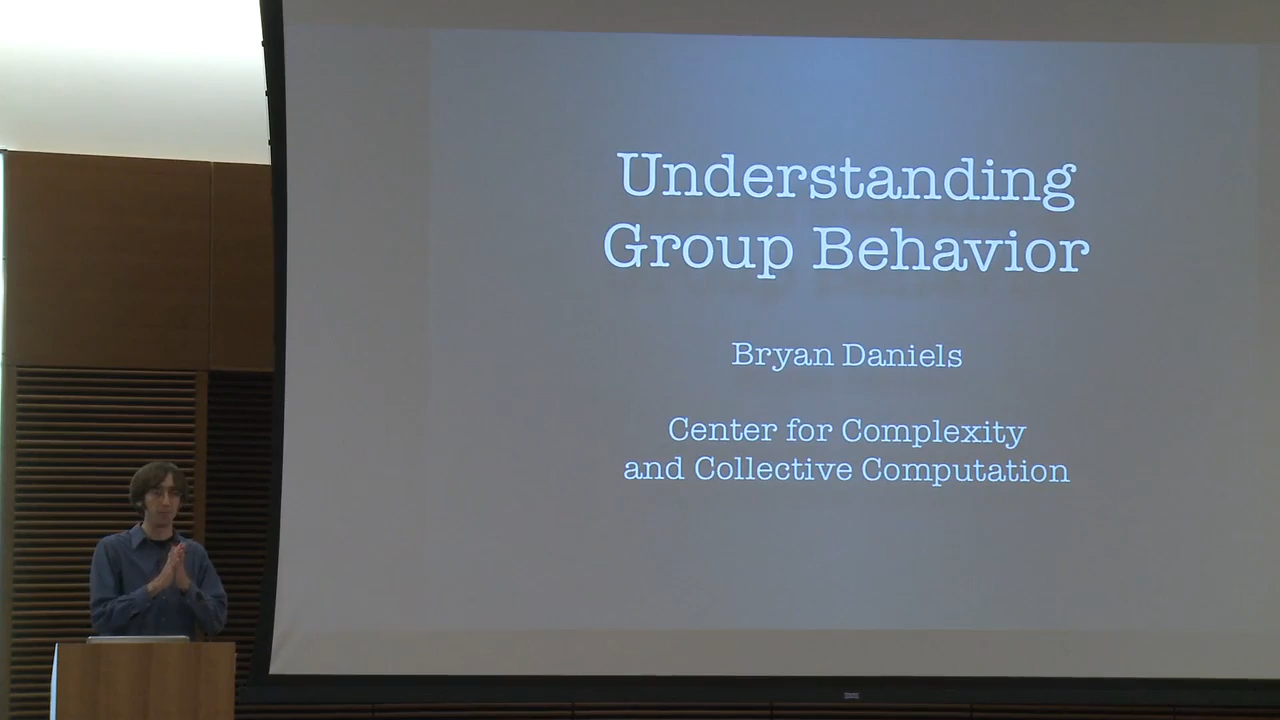 Understanding
Group Behavior
Bryan Daniels
Center for Complexity
and Collective Computation